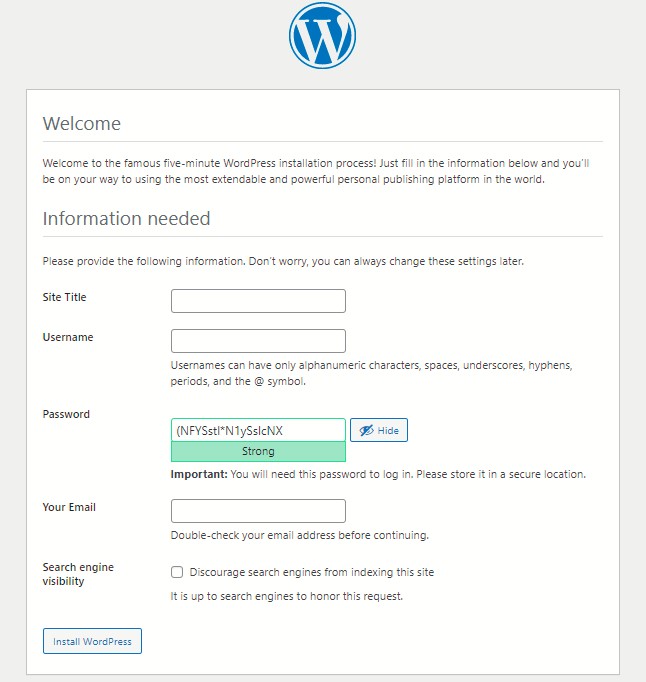 Welcome
Welcome to the famous five-minute WordPress installation process! Just fill in the information below and you'll
be on your way to using the most extendable and powerful personal publishing platform in the world.
Information needed
Please provide the following information. Don't worry, you can always change these settings later.
Site Title
Username
Usernames can have only alphanumeric characters, spaces, underscores, hyphens,
periods, and the @ symbol.
Password
(NFYSstl*N1ySslcNX
Hide
Strong
Important: You will need this password to log in. Please store it in a secure location.
Your Email
Double-check your email address before continuing.
Search engine
visibility
Discourage search engines from indexing this site
It is up to search engines to honor this request.
Install WordPress